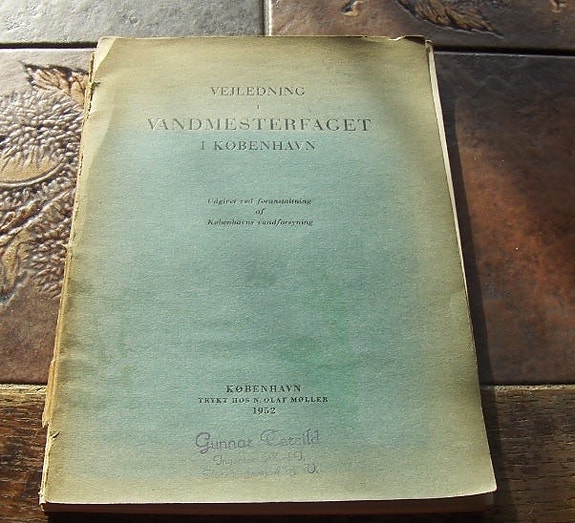 VEJLEDNING
I
VANDMESTERFAGET
I KØBENHAVN
Udgivet ved foranstaltning
af
Københavns vandforsyning
KØBENHAVN
TRYKT HOS N. OLAF MØLLER
1952
Gunnar